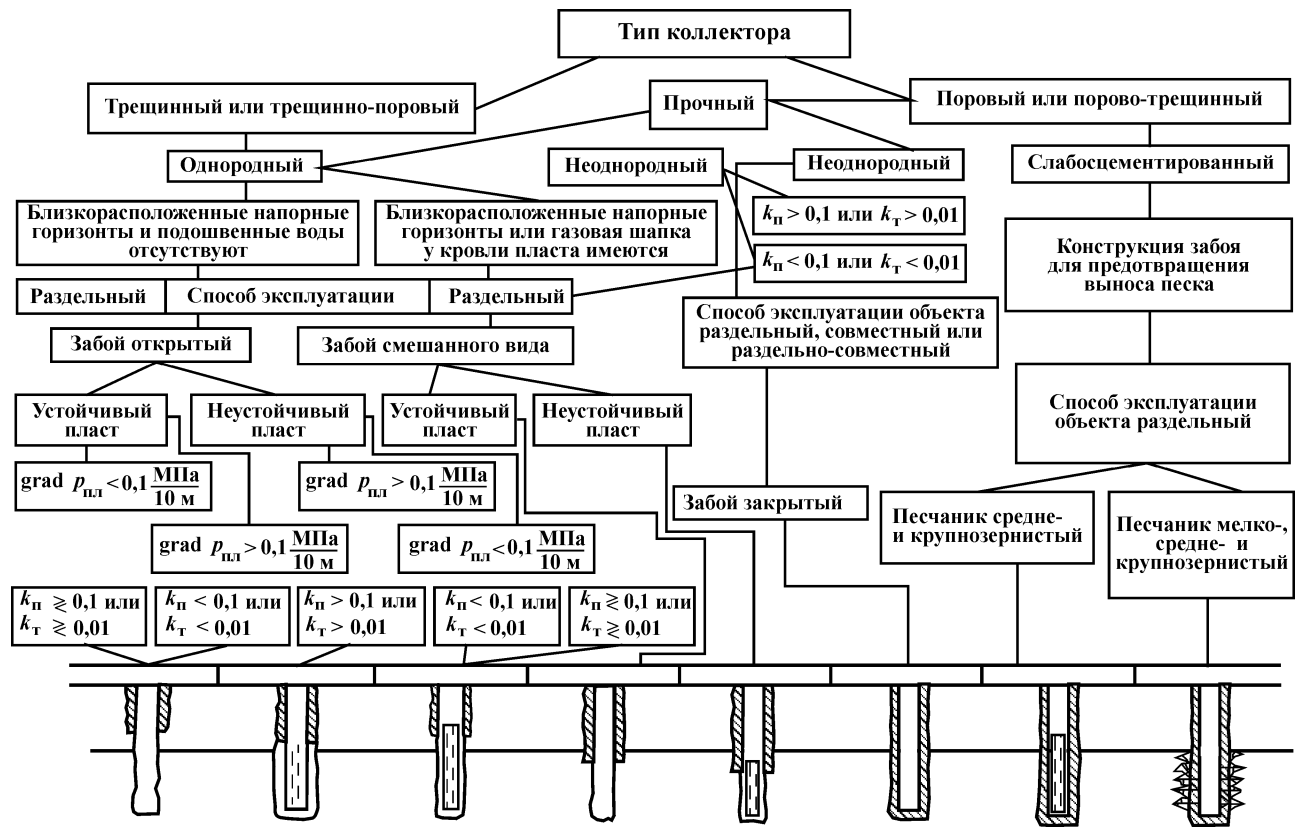 Тип коллектора
Трещинный или трещинно-поровый
Прочный
Поровый или порово-трещинный
Однородный
Неоднородный
Неоднородный
Слабосцементированный
Близкорасположенные напорные
горизонты и подошвенные воды
отсутствуют
Близкорасположенные напорные
горизонты или газовая шапка
у кровли пласта имеются
kп > 0,1 или kт > 0,01
kп < 0,1 или kт < 0,01
Конструкция забоя
для предотвращения
выноса песка
Раздельный
Способ эксплуатации
Раздельный
Способ эксплуатации объекта
раздельный, совместный или
раздельно-совместный
Забой открытый
Забой смешанного вида
Способ эксплуатации
объекта раздельный
Устойчивый
пласт
Неустойчивый
пласт
Устойчивый
пласт
Неустойчивый
пласт
grad pпл < 0,1 МПа/10 м
grad pпл > 0,1 МПа/10 м
Забой закрытый
Песчаник средне-
и крупнозернистый
Песчаник мелко-,
средне- и
крупнозернистый
grad pпл > 0,1 МПа/10 м
grad pпл < 0,1 МПа/10 м
kп ≷ 0,1 или
kт ≷ 0,01
kп < 0,1 или
kт < 0,01
kп > 0,1 или
kт > 0,01
kп < 0,1 или
kт < 0,01
kп ≷ 0,1 или
kт ≷ 0,01